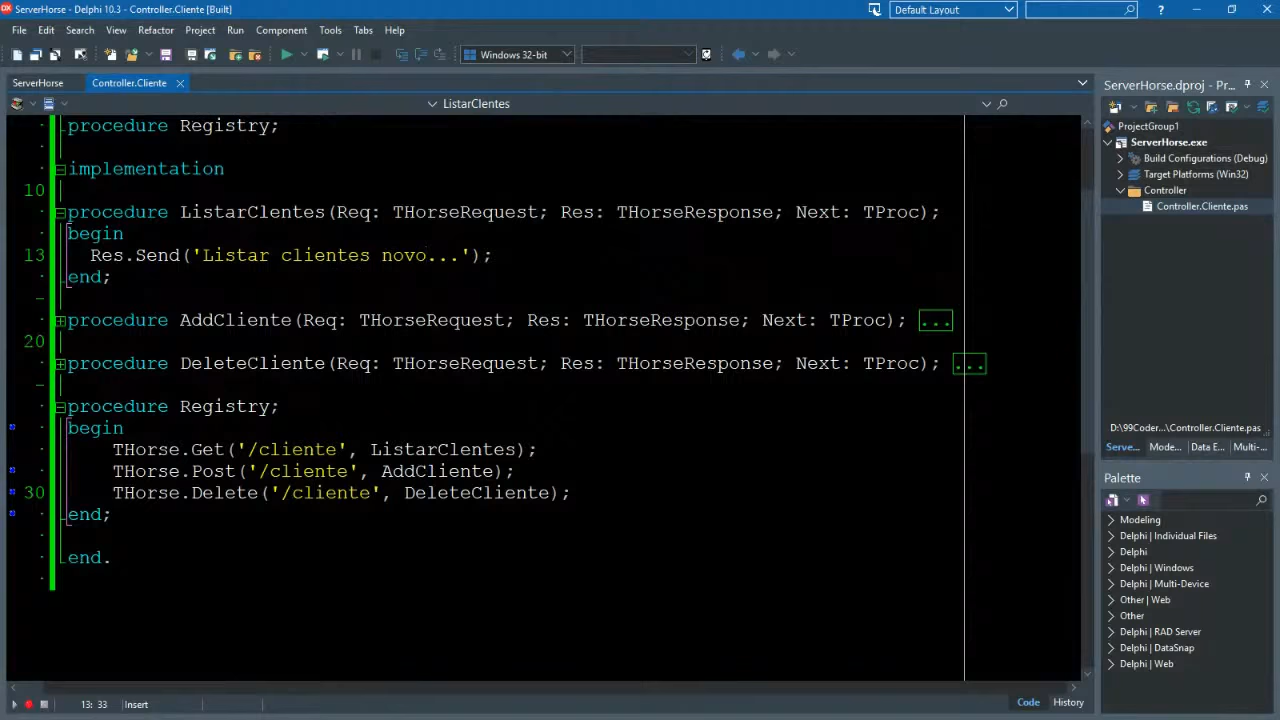 ServerHorse - Delphi 10.3 - Controller.Cliente [Built]
Default Layout
?
File Edit Search View Refactor Project Run Component Tools Tabs Help
Windows 32-bit
ServerHorse Controller.Cliente
ListarClentes
procedure Registry;
implementation
10
procedure ListarClentes(Req: THorseRequest; Res: THorseResponse; Next: TProc);
begin
13 Res.Send('Listar clientes novo...');
end;
procedure AddCliente(Req: THorseRequest; Res: THorseResponse; Next: TProc); ...
20
procedure DeleteCliente(Req: THorseRequest; Res: THorseResponse; Next: TProc); ...
procedure Registry;
begin
THorse.Get('/cliente', ListarClentes);
THorse.Post('/cliente', AddCliente);
30 THorse.Delete('/cliente', DeleteCliente);
end;
end.
13: 33 Insert
Code History
ServerHorse.dproj - Pr...
ProjectGroup1
ServerHorse.exe
Build Configurations (Debug)
Target Platforms (Win32)
Controller
Controller.Cliente.pas
D:\99Coder...\Controller.Cliente.pas
Serve... Mode... Data E... Multi-...
Palette
Modeling
Delphi | Individual Files
Delphi
Delphi | Windows
Delphi | Multi-Device
Other | Web
Other
Delphi | RAD Server
Delphi | DataSnap
Delphi | Web